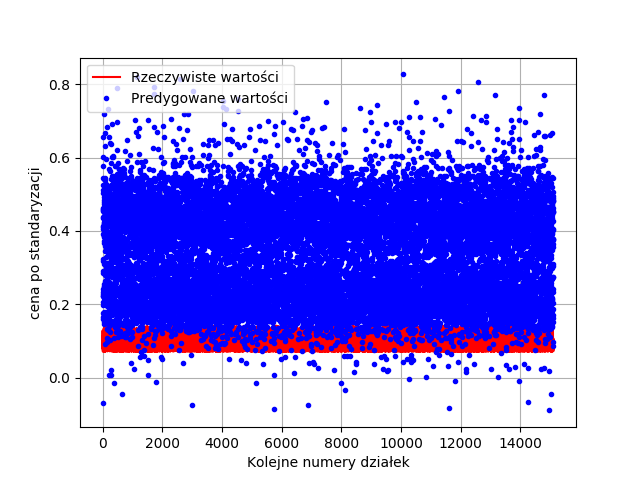 Rzeczywiste wartości
Predygowane wartości
cena po standaryzacji
0.8
0.6
0.4
0.2
0.0
0 2000 4000 6000 8000 10000 12000 14000
Kolejne numery działek